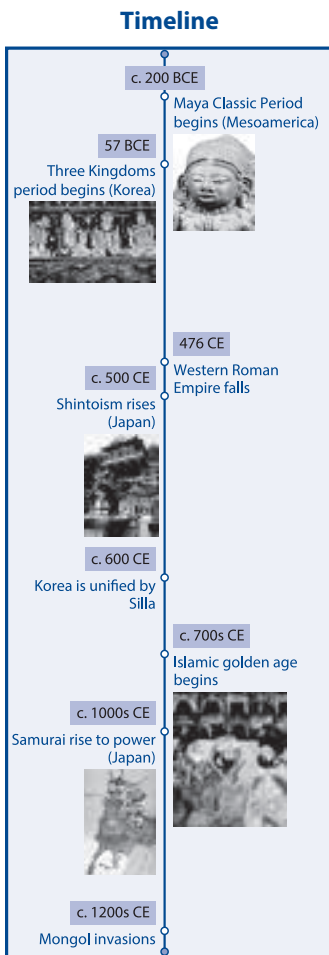 Timeline
c. 200 BCE
Maya Classic Period
begins (Mesoamerica)
57 BCE
Three Kingdoms
period begins (Korea)
476 CE
Western Roman
Empire falls
c. 500 CE
Shintoism rises
(Japan)
c. 600 CE
Korea is unified by
Silla
c. 700s CE
Islamic golden age
begins
c. 1000s CE
Samurai rise to power
(Japan)
c. 1200s CE
Mongol invasions